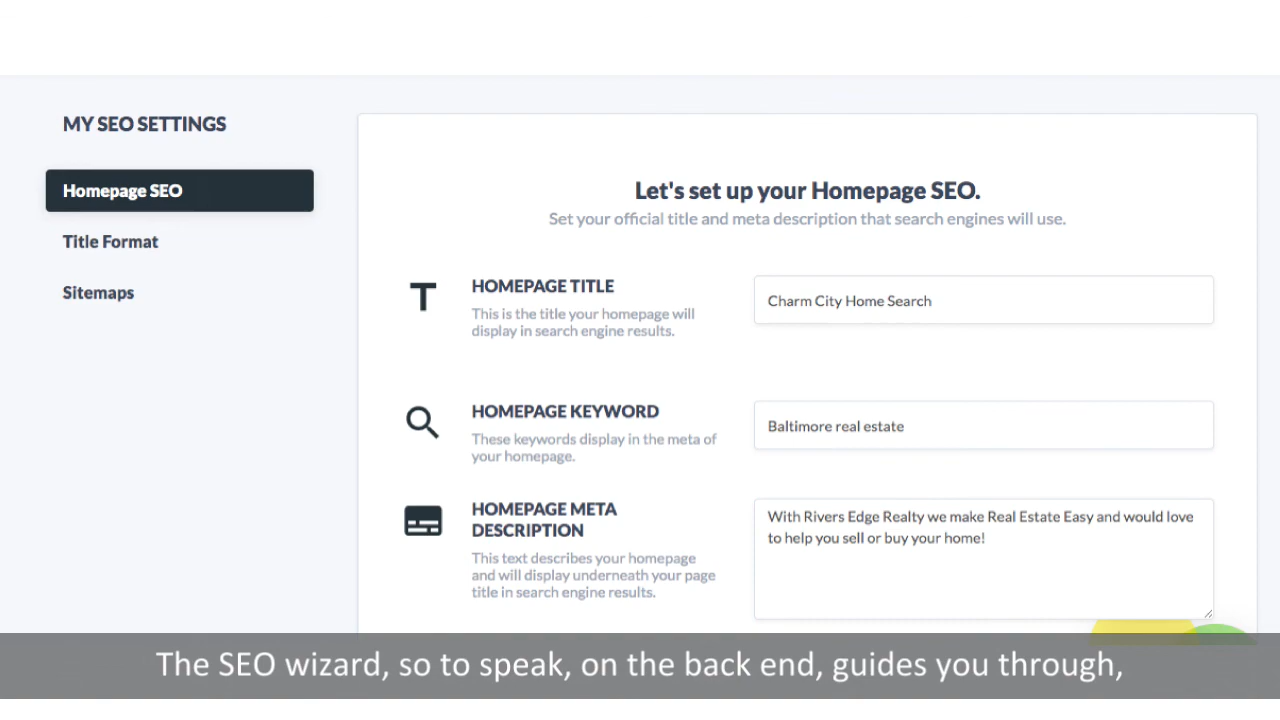 MY SEO SETTINGS
Homepage SEO
Title Format
Sitemaps
Let's set up your Homepage SEO.
Set your official title and meta description that search engines will use.
HOMEPAGE TITLE
This is the title your homepage will
display in search engine results.
Charm City Home Search
HOMEPAGE KEYWORD
These keywords display in the meta of
your homepage.
Baltimore real estate
HOMEPAGE META
DESCRIPTION
This text describes your homepage
and will display underneath your page
title in search engine results.
With Rivers Edge Realty we make Real Estate Easy and would love
to help you sell or buy your home!
The SEO wizard, so to speak, on the back end, guides you through,